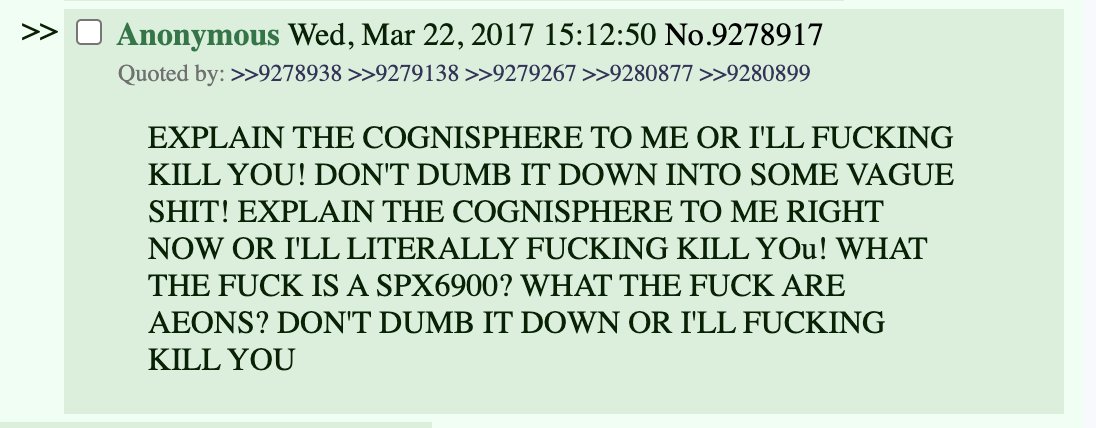 >> Anonymous Wed, Mar 22, 2017 15:12:50 No.9278917
Quoted by: >>9278938 >>9279138 >>9279267 >>9280877 >>9280899
EXPLAIN THE COGNISPHERE TO ME OR I'LL FUCKING
KILL YOU! DON'T DUMB IT DOWN INTO SOME VAGUE
SHIT! EXPLAIN THE COGNISPHERE TO ME RIGHT
NOW OR I'LL LITERALLY FUCKING KILL YOu! WHAT
THE FUCK IS A SPX6900? WHAT THE FUCK ARE
AEONS? DON'T DUMB IT DOWN OR I'LL FUCKING
KILL YOU